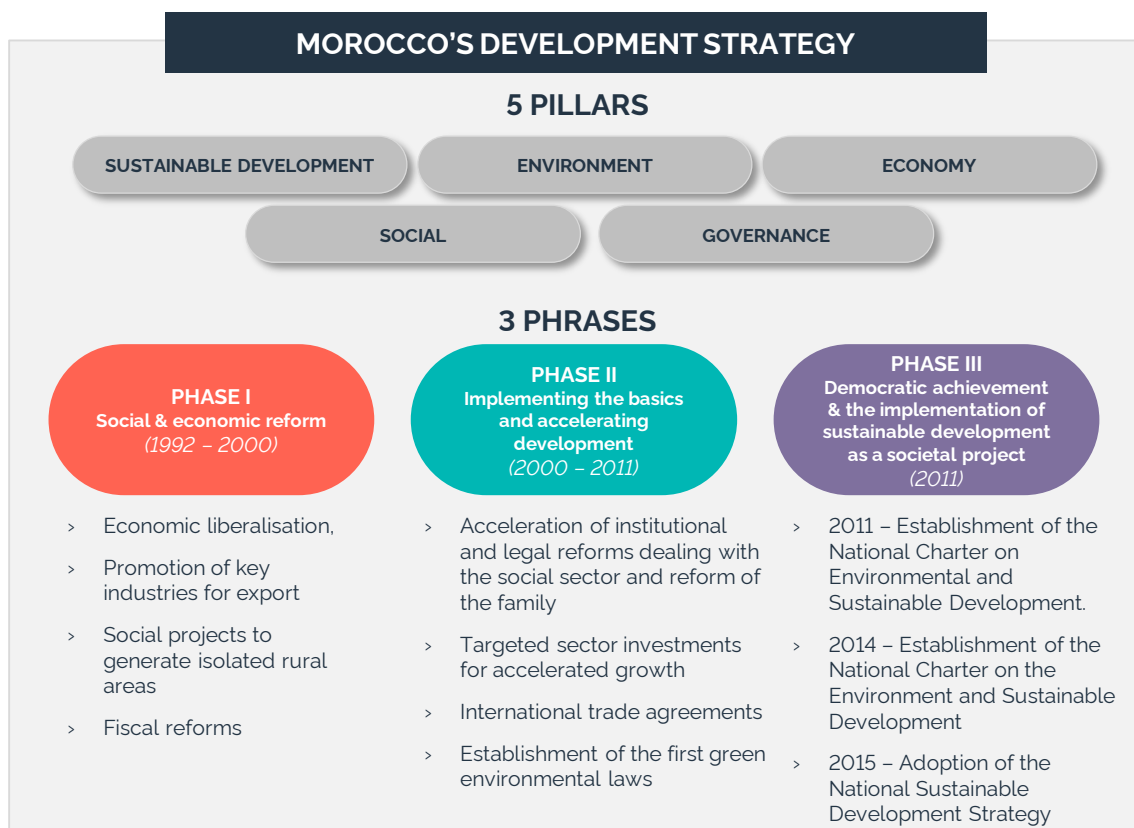 MOROCCO'S DEVELOPMENT STRATEGY
5 PILLARS
SUSTAINABLE DEVELOPMENT
ENVIRONMENT
ECONOMY
SOCIAL
GOVERNANCE
3 PHRASES
PHASE I
Social & economic reform
(1992 – 2000)
› Economic liberalisation,
› Promotion of key
industries for export
› Social projects to
generate isolated rural
areas
› Fiscal reforms
PHASE II
Implementing the basics
and accelerating
development
(2000 – 2011)
› Acceleration of institutional
and legal reforms dealing with
the social sector and reform of
the family
› Targeted sector investments
for accelerated growth
› International trade agreements
› Establishment of the first green
environmental laws
PHASE III
Democratic achievement
& the implementation of
sustainable development
as a societal project
(2011)
› 2011 – Establishment of the
National Charter on
Environmental and
Sustainable Development.
› 2014 – Establishment of the
National Charter on the
Environment and Sustainable
Development
› 2015 – Adoption of the
National Sustainable
Development Strategy